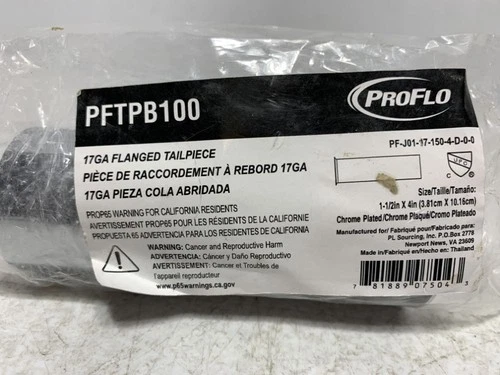 PFTPB100
PROFLO
17GA FLANGED TAILPIECE
PIÈCE DE RACCORDEMENT À REBORD 17GA
17GA PIEZA COLA ABRIDADA
PF-J01-17-150-4-D-0-0
U.P.C.
C
Size/Taille/Tamaño:
1-1/2in X 4in (3.81cm X 10.16cm)
Chrome Plated/Chrome Plaqué/Cromo Plateado
PROP65 WARNING FOR CALIFORNIA RESIDENTS
AVERTISSEMENT PROP65 POUR LES RÉSIDENTS DE LA CALIFORNIE
PROPUESTA 65 ADVERTENCIA PARA LOS RESIDENTES DE CALIFORNIA
WARNING: Cancer and Reproductive Harm
ADVERTENCIA: Cáncer y Daño Reproductivo
AVERTISSEMENT: Cancer et Troubles de
l'appareil reproducteur
www.p65warnings.ca.gov
Manufactured for/ Fabriqué pour/Fabricado para:
PL Sourcing, Inc. P.O.Box 2778
Newport News, VA 23609
Made in/Fabriqué en/Hecho en: Thailand
7 81889 07504 3